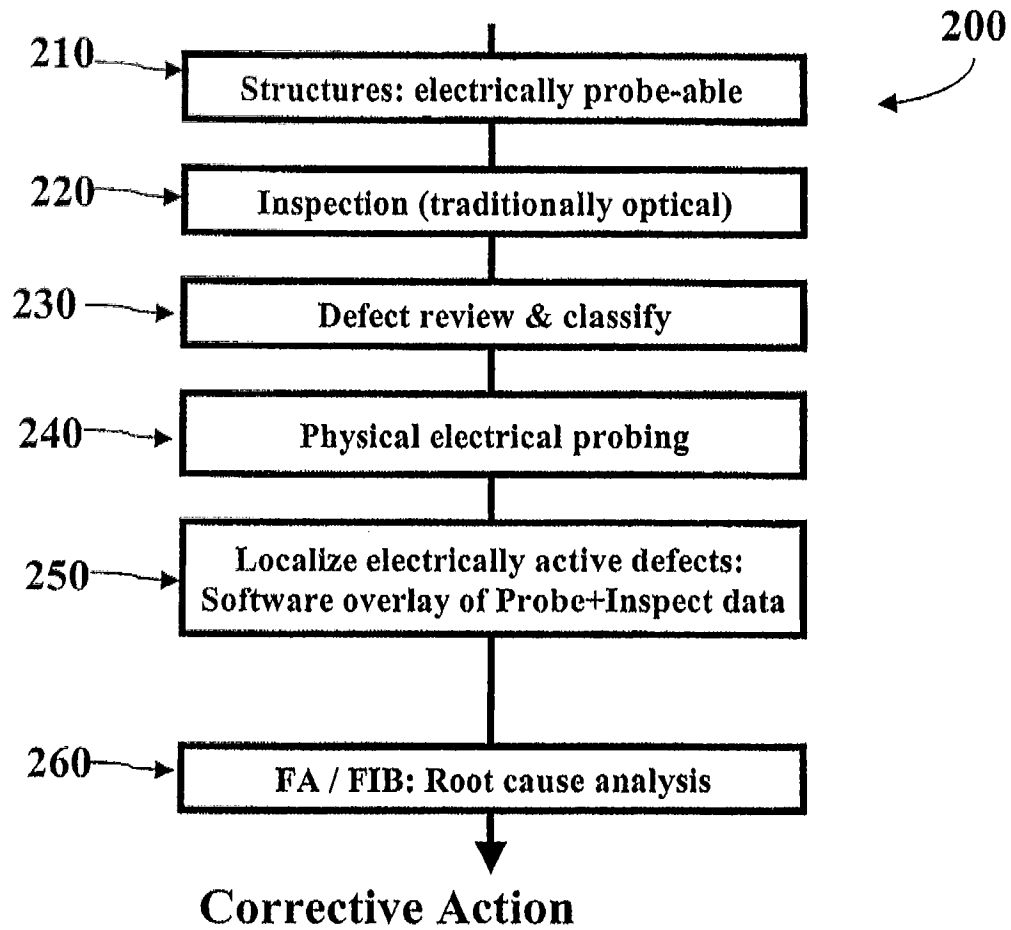 200
210
Structures: electrically probe-able
220
Inspection (traditionally optical)
230
Defect review & classify
240
Physical electrical probing
250
Localize electrically active defects:
Software overlay of Probe+Inspect data
260
FA / FIB: Root cause analysis
Corrective Action